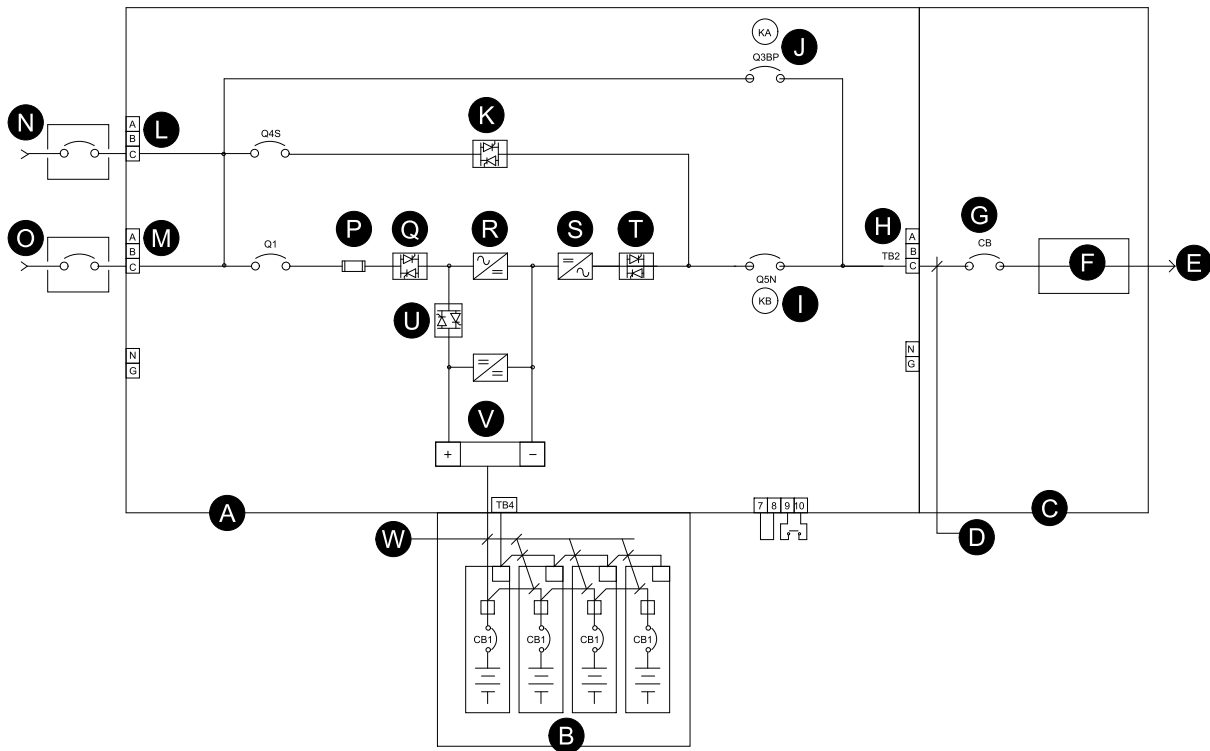 KA
J
Q3BP
N
A
B
C
L
Q4S
K
O
A
B
C
M
Q1
P
Q
R
S
T
H
A
B
C
TB2
G
CB
F
E
Q5N
KB
I
U
N
G
N
G
V
+ −
A
TB4
7 8 9 10
C
W
D
CB1 CB1 CB1 CB1
B